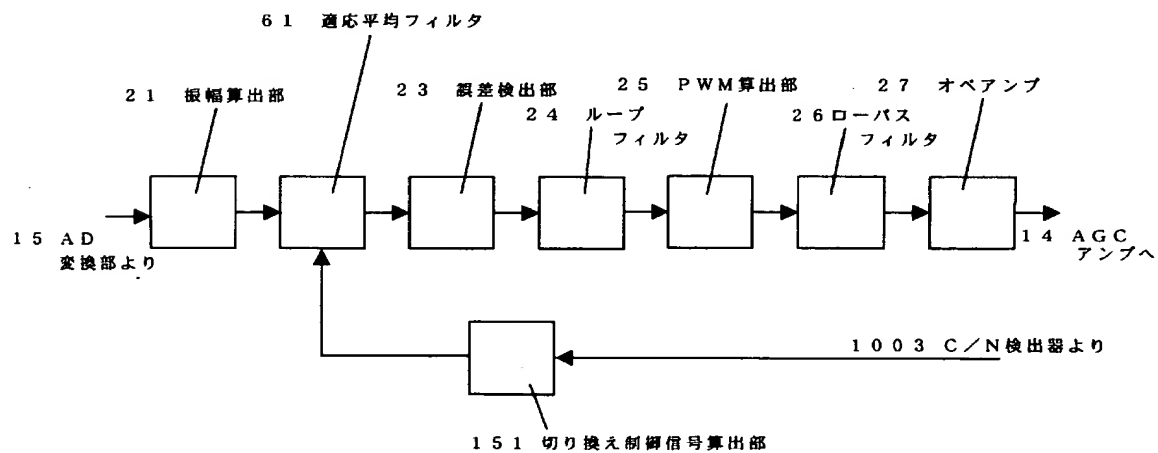 61 適応平均フィルタ
21 振幅算出部
23 誤差検出部
25 PWM算出部
27 オペアンプ
24 ループ
フィルタ
26ローパス
フィルタ
15 AD
変換部より
14 AGC
アンプへ
1003 C/N検出器より
151 切り換え制御信号算出部